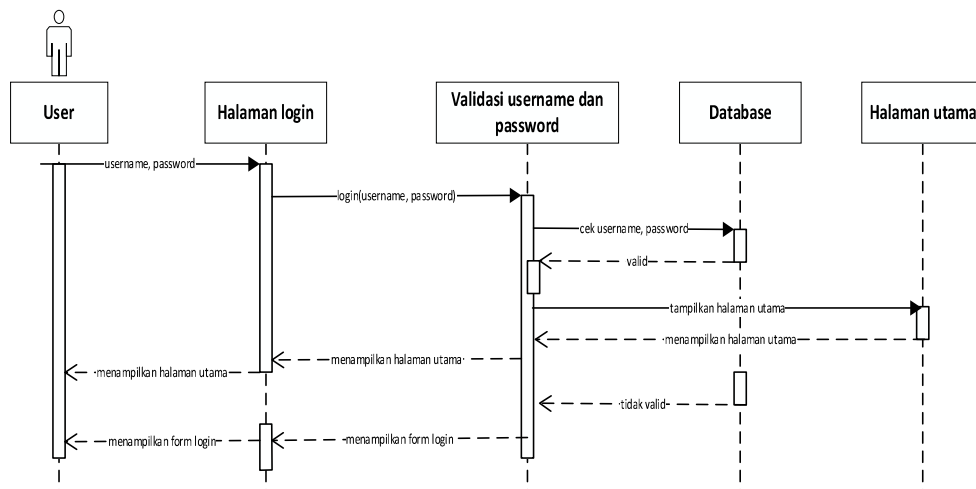 User
Halaman login
Validasi username dan
password
Database
Halaman utama
username, password
login(username, password)
cek username, password
valid
tampilkan halaman utama
menampilkan halaman utama
menampilkan halaman utama
menampilkan halaman utama
tidak valid
menampilkan form login
menampilkan form login